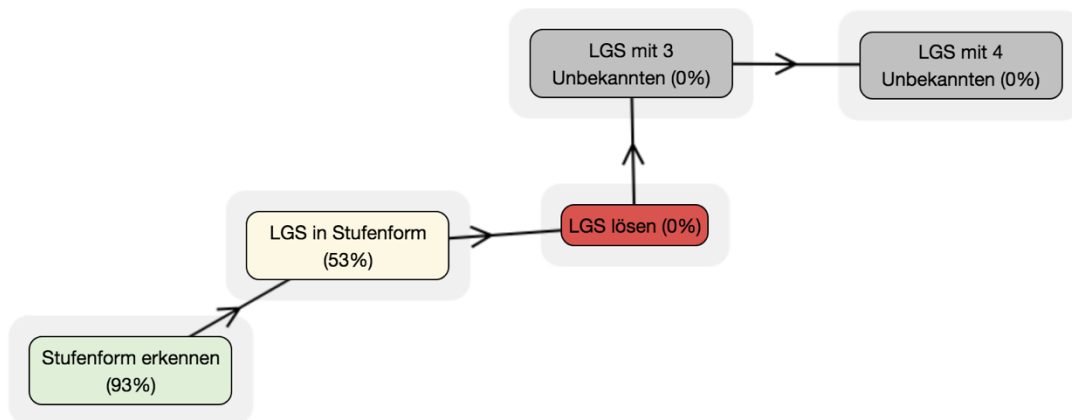 LGS mit 3
Unbekannten (0%)
LGS mit 4
Unbekannten (0%)
LGS in Stufenform
(53%)
LGS lösen (0%)
Stufenform erkennen
(93%)